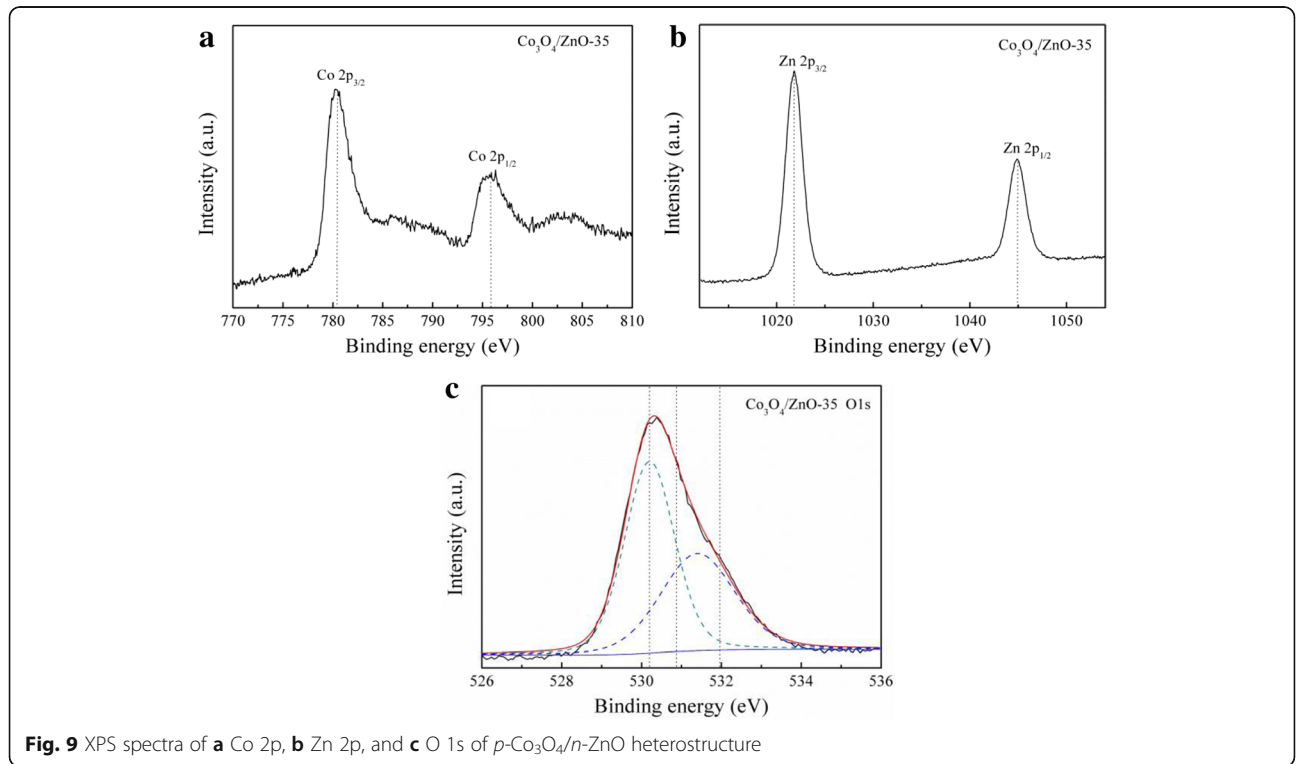 a
Co₃O₄/ZnO-35
Co 2p₃/₂
Co 2p₁/₂
Intensity (a.u.)
770 775 780 785 790 795 800 805 810
Binding energy (eV)
b
Co₃O₄/ZnO-35
Zn 2p₃/₂
Zn 2p₁/₂
Intensity (a.u.)
1020 1030 1040 1050
Binding energy (eV)
c
Co₃O₄/ZnO-35 O1s
Intensity (a.u.)
526 528 530 532 534 536
Binding energy (eV)
Fig. 9 XPS spectra of a Co 2p, b Zn 2p, and c O 1s of p-Co₃O₄/n-ZnO heterostructure